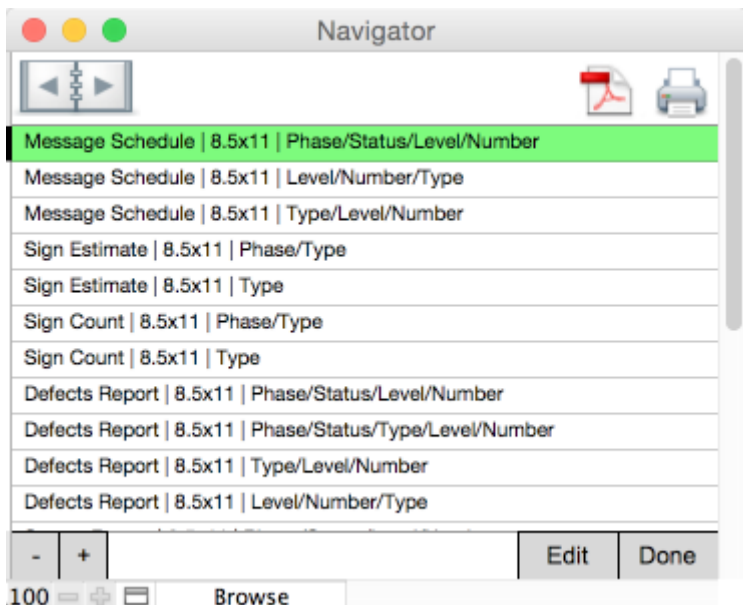 Navigator
Message Schedule | 8.5x11 | Phase/Status/Level/Number
Message Schedule | 8.5x11 | Level/Number/Type
Message Schedule | 8.5x11 | Type/Level/Number
Sign Estimate | 8.5x11 | Phase/Type
Sign Estimate | 8.5x11 | Type
Sign Count | 8.5x11 | Phase/Type
Sign Count | 8.5x11 | Type
Defects Report | 8.5x11 | Phase/Status/Level/Number
Defects Report | 8.5x11 | Phase/Status/Type/Level/Number
Defects Report | 8.5x11 | Type/Level/Number
Defects Report | 8.5x11 | Level/Number/Type
- + Edit Done
100 Browse